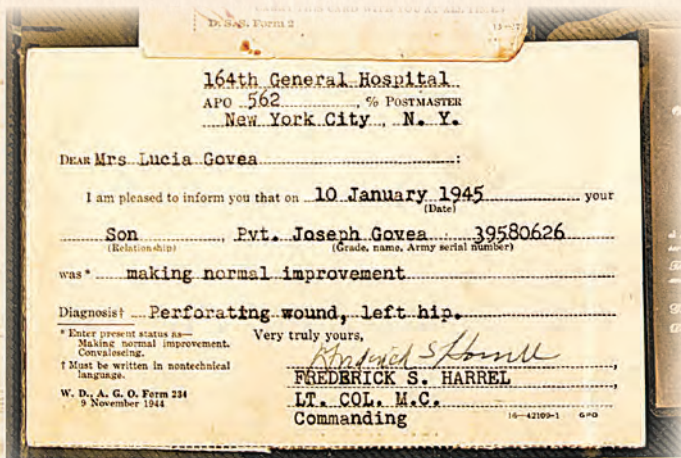 D. S. S. Form 2
164th General Hospital
APO 562, % POSTMASTER
New York City, N. Y.
DEAR Mrs Lucia Govea :
I am pleased to inform you that on 10 January 1945 your
(Date)
Son, Pvt. Joseph Govea 39580626
(Relationship) (Grade, name, Army serial number)
was * making normal improvement
Diagnosis† Perforating wound, left hip.
* Enter present status as—
Making normal improvement.
Convalescing.
† Must be written in nontechnical
language.
W. D., A. G. O. Form 234
9 November 1944
Very truly yours,
Frederick S Harrell
FREDERICK S. HARREL,
LT. COL. M.C.,
Commanding
16—42109-1 GPO